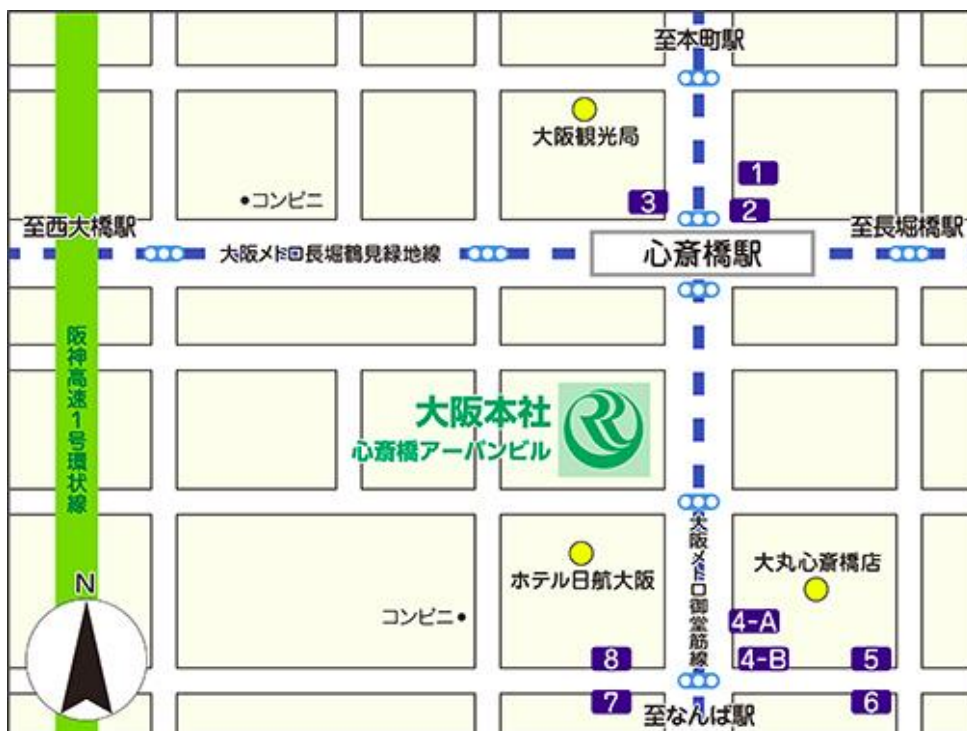 至本町駅
大阪観光局
1
3
2
コンビニ
至西大橋駅
至長堀橋駅
大阪メトロ長堀鶴見緑地線
心斎橋駅
阪神高速1号環状線
大阪本社
心斎橋アーバンビル
大阪メトロ御堂筋線
ホテル日航大阪
大丸心斎橋店
N
コンビニ
4-A
8
4-B
5
7
至なんば駅
6